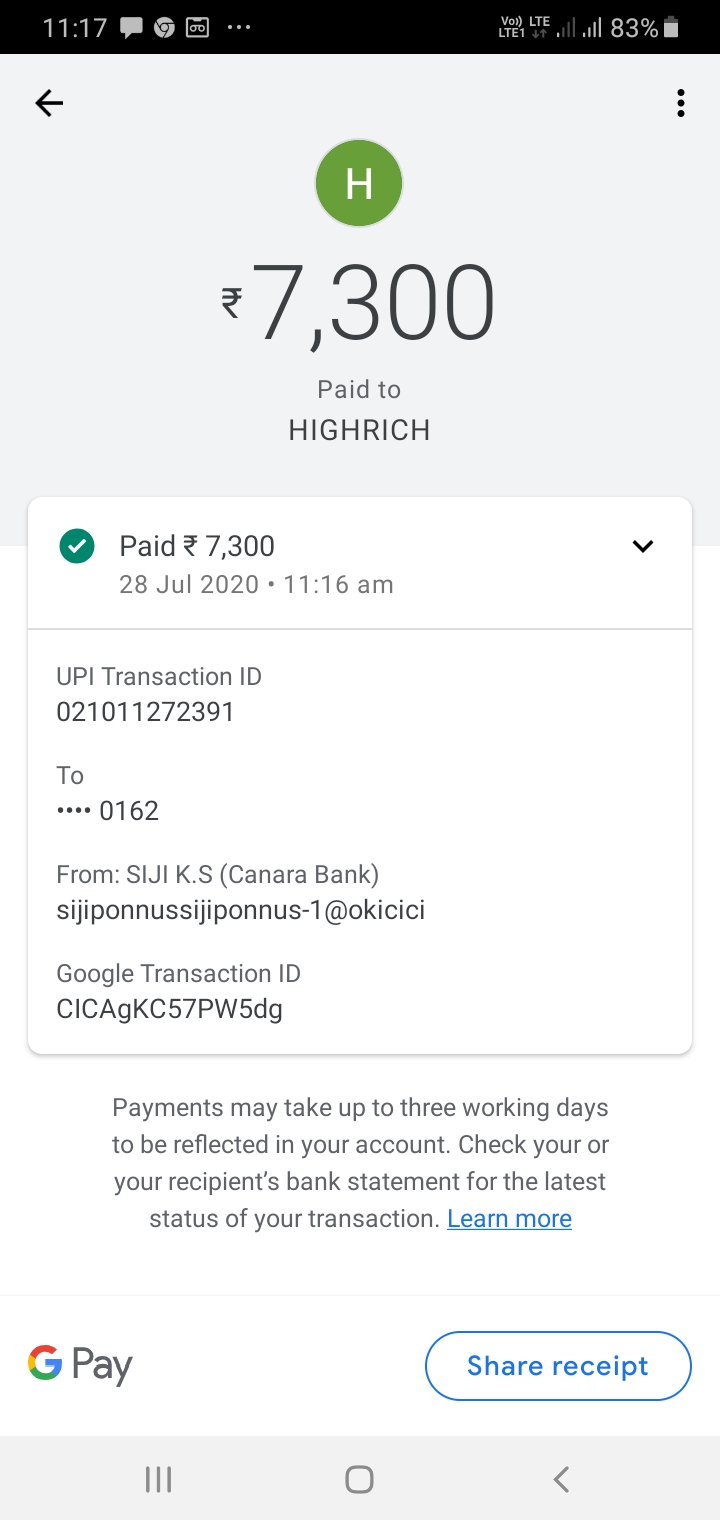 11:17
Vo)) LTE
LTE1
83%
H
₹7,300
Paid to
HIGHRICH
Paid ₹ 7,300
28 Jul 2020 • 11:16 am
UPI Transaction ID
021011272391
To
•••• 0162
From: SIJI K.S (Canara Bank)
sijiponnussijiponnus-1@okicici
Google Transaction ID
CICAgKC57PW5dg
Payments may take up to three working days
to be reflected in your account. Check your or
your recipient’s bank statement for the latest
status of your transaction. Learn more
G Pay
Share receipt